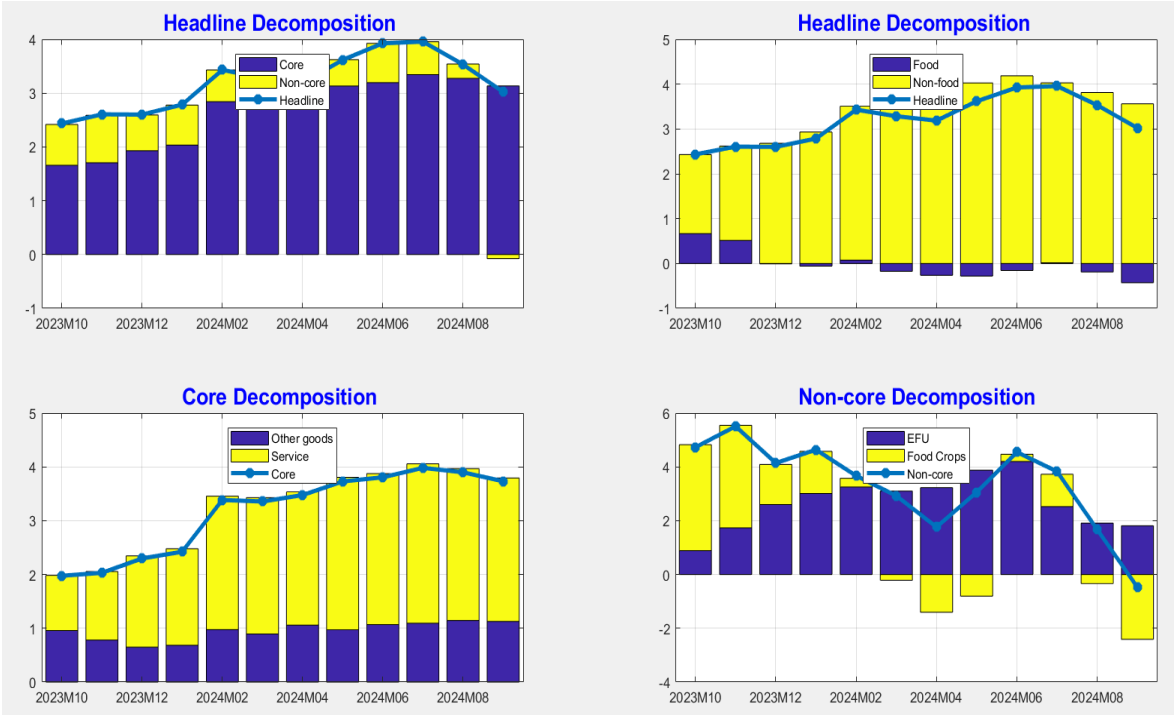 Headline Decomposition
4
3
2
1
0
-1
Core
Non-core
Headline
2023M10 2023M12 2024M02 2024M04 2024M06 2024M08
Headline Decomposition
5
4
3
2
1
0
-1
Food
Non-food
Headline
2023M10 2023M12 2024M02 2024M04 2024M06 2024M08
Core Decomposition
5
4
3
2
1
0
Other goods
Service
Core
2023M10 2023M12 2024M02 2024M04 2024M06 2024M08
Non-core Decomposition
6
4
2
0
-2
-4
EFU
Food Crops
Non-core
2023M10 2023M12 2024M02 2024M04 2024M06 2024M08